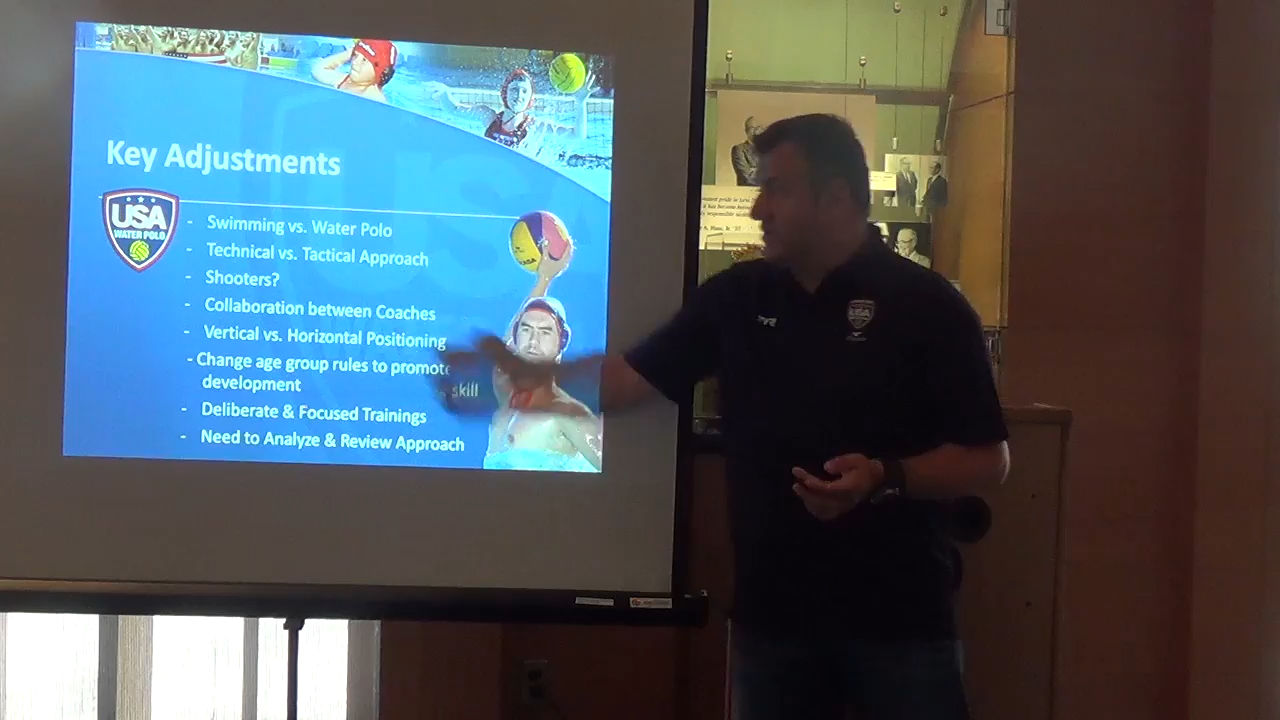 Key Adjustments
USA
WATER POLO
- Swimming vs. Water Polo
- Technical vs. Tactical Approach
- Shooters?
- Collaboration between Coaches
- Vertical vs. Horizontal Positioning
- Change age group rules to promote skill
development
- Deliberate & Focused Trainings
- Need to Analyze & Review Approach
USA